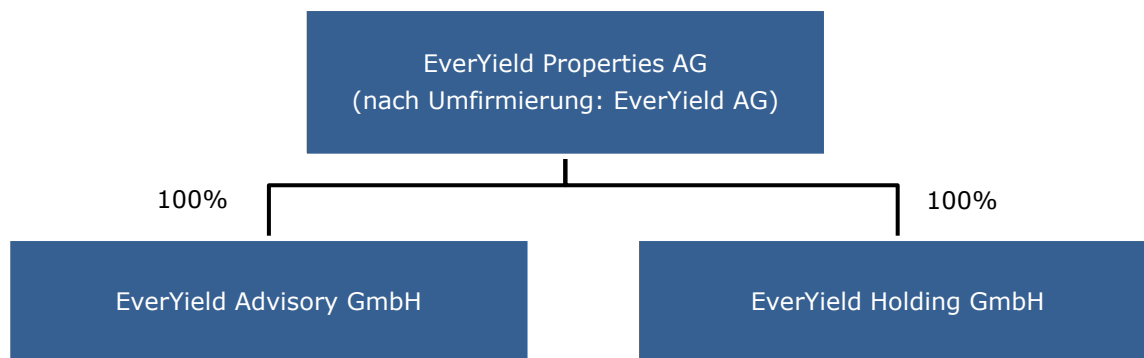 EverYield Properties AG
(nach Umfirmierung: EverYield AG)
100%
100%
EverYield Advisory GmbH
EverYield Holding GmbH